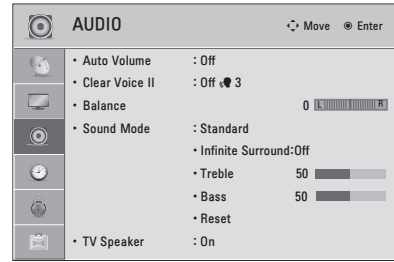 AUDIO Move Enter
• Auto Volume : Off
• Clear Voice II : Off 3
• Balance 0 L R
• Sound Mode : Standard
• Infinite Surround:Off
• Treble 50
• Bass 50
• Reset
• TV Speaker : On